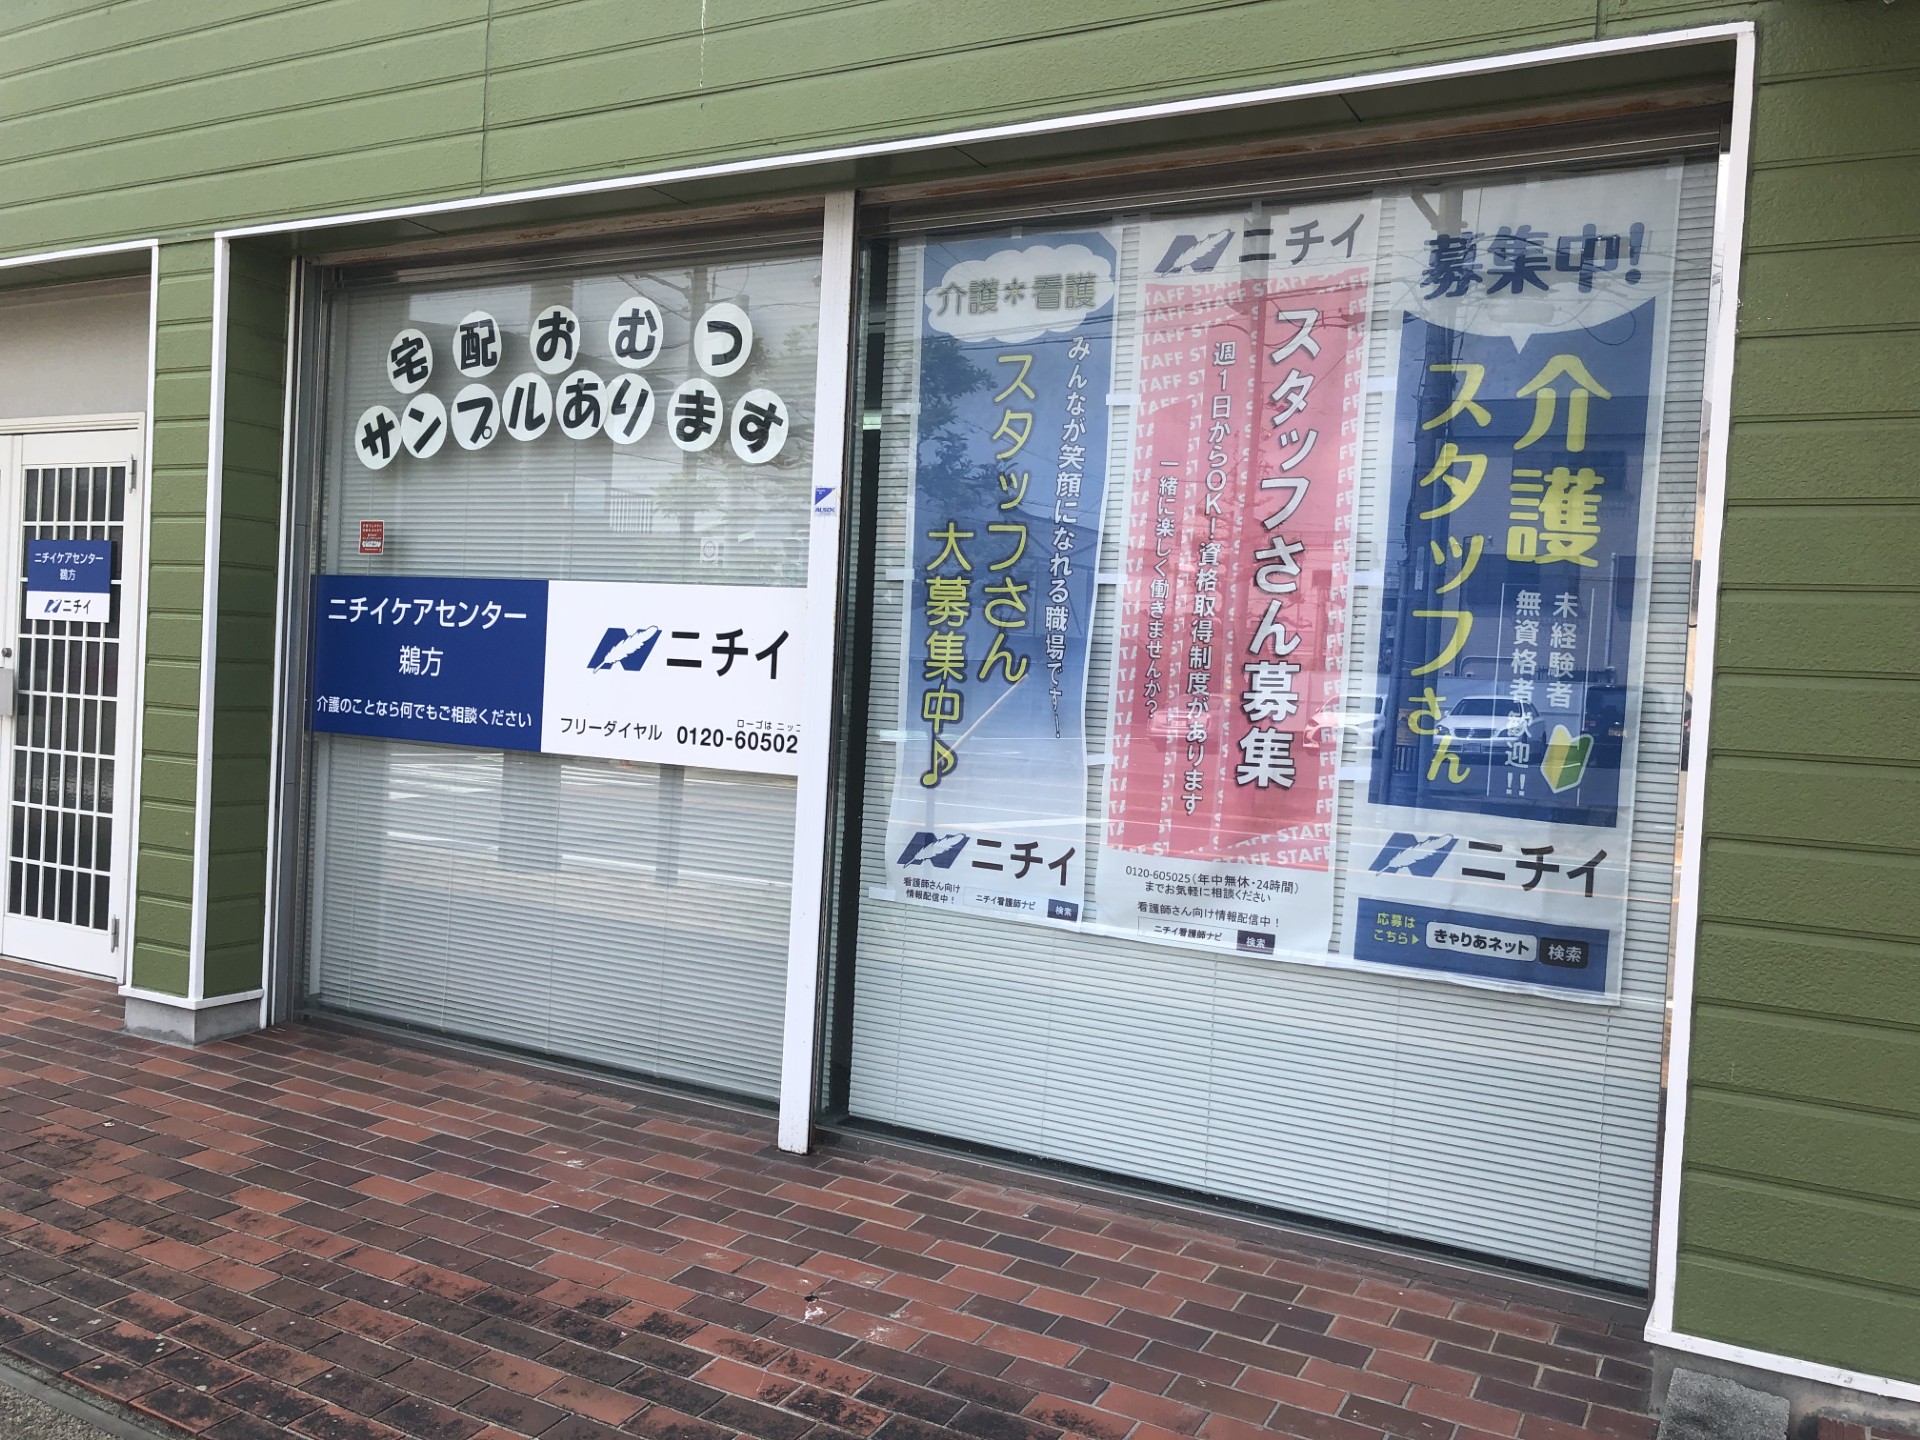 宅配おむつ
サンプルあります
ニチイケアセンター
鵜方
ニチイ
ALSOK
ニチイケアセンター
鵜方
介護のことなら何でもご相談ください
ニチイ
フリーダイヤル 0120-60502
ローゴは ニッコ
介護*看護
みんなが笑顔になれる職場です!
スタッフさん
大募集中♪
ニチイ
看護師さん向け
情報配信中!
ニチイ看護師ナビ 検索
ニチイ
スタッフさん募集
週1日からOK!資格取得制度があります
一緒に楽しく働きませんか?
0120-605025(年中無休・24時間)
までお気軽に相談ください
看護師さん向け情報配信中!
ニチイ看護師ナビ 検索
募集中!
介護
スタッフさん
未経験者
無資格者歓迎!!
ニチイ
応募は
こちら▶
きゃりあネット 検索